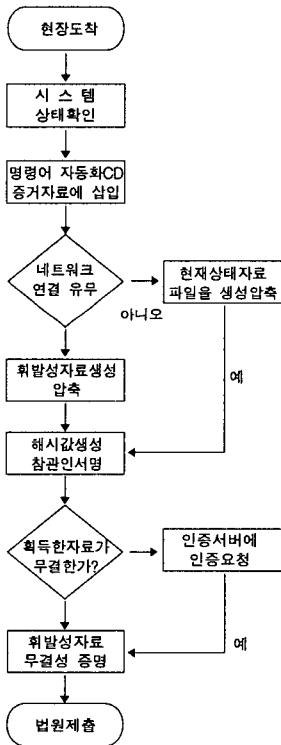 현장도착
시 스 템
상태확인
명령어 자동화CD
증거자료에 삽입
네트워크
연결 유무
아니오
현재상태자료
파일을 생성압축
예
휘발성자료생성
압축
해시값생성
참관인서명
획득한자료가
무결한가?
인증서버에
인증요청
예
휘발성자료
무결성 증명
법원제출